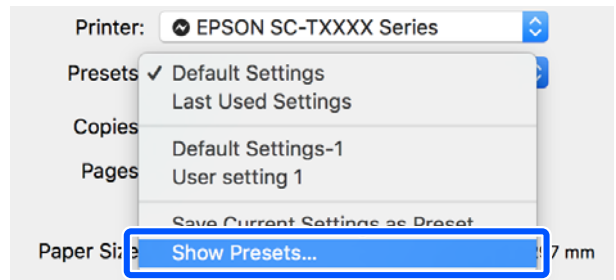 Printer: EPSON SC-TXXXX Series
Presets ✓ Default Settings
Last Used Settings
Copies
Default Settings-1
Pages
User setting 1
Save Current Settings as Preset
Paper Size
Show Presets...
7 mm